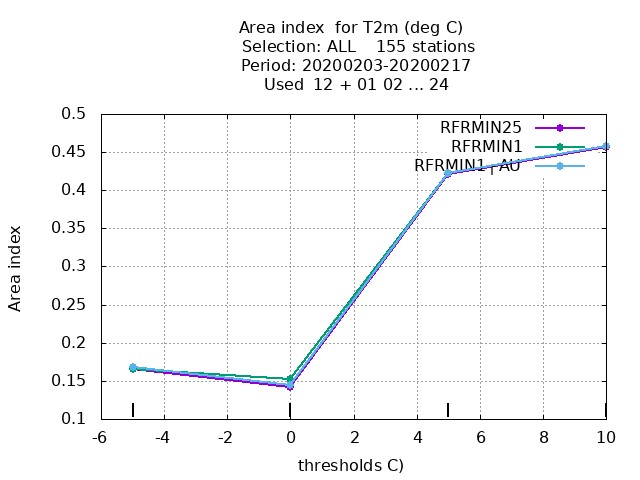 Area index  for T2m (deg C)
Selection: ALL    155 stations
Period: 20200203-20200217
Used  12 + 01 02 ... 24
0.5
0.45
0.4
0.35
0.3
0.25
0.2
0.15
0.1
Area index
RFRMIN25
RFRMIN1
RFRMIN1_AU
-6 -4 -2 0 2 4 6 8 10
thresholds C)